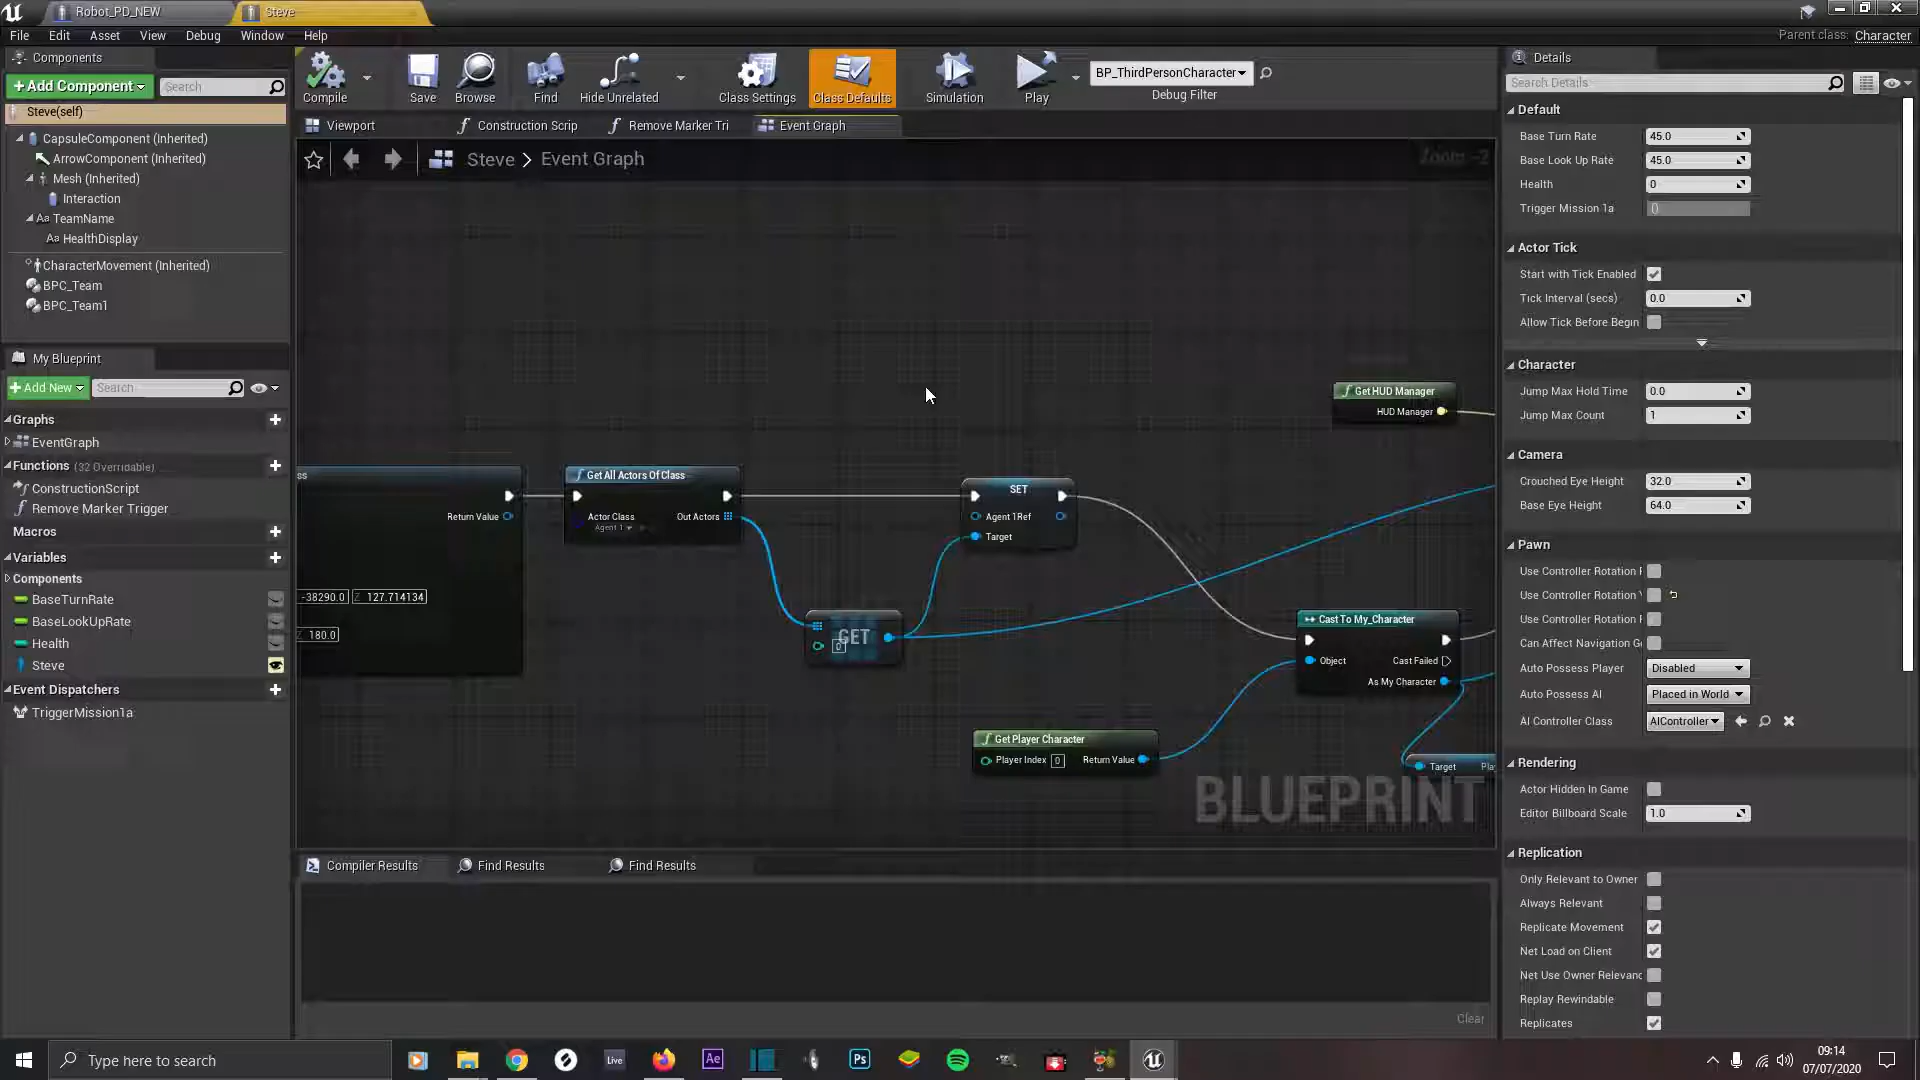 Robot_PD_NEW
Steve
File Edit Asset View Debug Window Help
Parent class: Character
Components
+Add Component
Search
Steve(self)
CapsuleComponent (Inherited)
ArrowComponent (Inherited)
Mesh (Inherited)
Interaction
Aa TeamName
Aa HealthDisplay
CharacterMovement (Inherited)
BPC_Team
BPC_Team1
My Blueprint
+Add New
Search
Graphs
EventGraph
Functions (32 Overridable)
ConstructionScript
Remove Marker Trigger
Macros
Variables
Components
BaseTurnRate
BaseLookUpRate
Health
Steve
Event Dispatchers
TriggerMission1a
Compile
Save
Browse
Find
Hide Unrelated
Class Settings
Class Defaults
Simulation
Play
BP_ThirdPersonCharacter
Debug Filter
Viewport
Construction Scrip
Remove Marker Tri
Event Graph
Steve > Event Graph
Zoom -2
ss
Return Value
-38290.0 Z 127.714134
Z 180.0
Get All Actors Of Class
Actor Class
Agent 1
Out Actors
GET
0
SET
Agent 1Ref
Target
Get HUD Manager
HUD Manager
Cast To My_Character
Object
Cast Failed
As My Character
Get Player Character
Player Index 0
Return Value
Target
Pla
BLUEPRINT
Compiler Results
Find Results
Find Results
Clear
Details
Search Details
Default
Base Turn Rate 45.0
Base Look Up Rate 45.0
Health 0
Trigger Mission 1a ()
Actor Tick
Start with Tick Enabled
Tick Interval (secs) 0.0
Allow Tick Before Begin
Character
Jump Max Hold Time 0.0
Jump Max Count 1
Camera
Crouched Eye Height 32.0
Base Eye Height 64.0
Pawn
Use Controller Rotation
Use Controller Rotation
Use Controller Rotation
Can Affect Navigation G
Auto Possess Player Disabled
Auto Possess AI Placed in World
AI Controller Class AIController
Rendering
Actor Hidden In Game
Editor Billboard Scale 1.0
Replication
Only Relevant to Owner
Always Relevant
Replicate Movement
Net Load on Client
Net Use Owner Relevanc
Replay Rewindable
Replicates
Type here to search
Live
Ae
Ps
09:14
07/07/2020